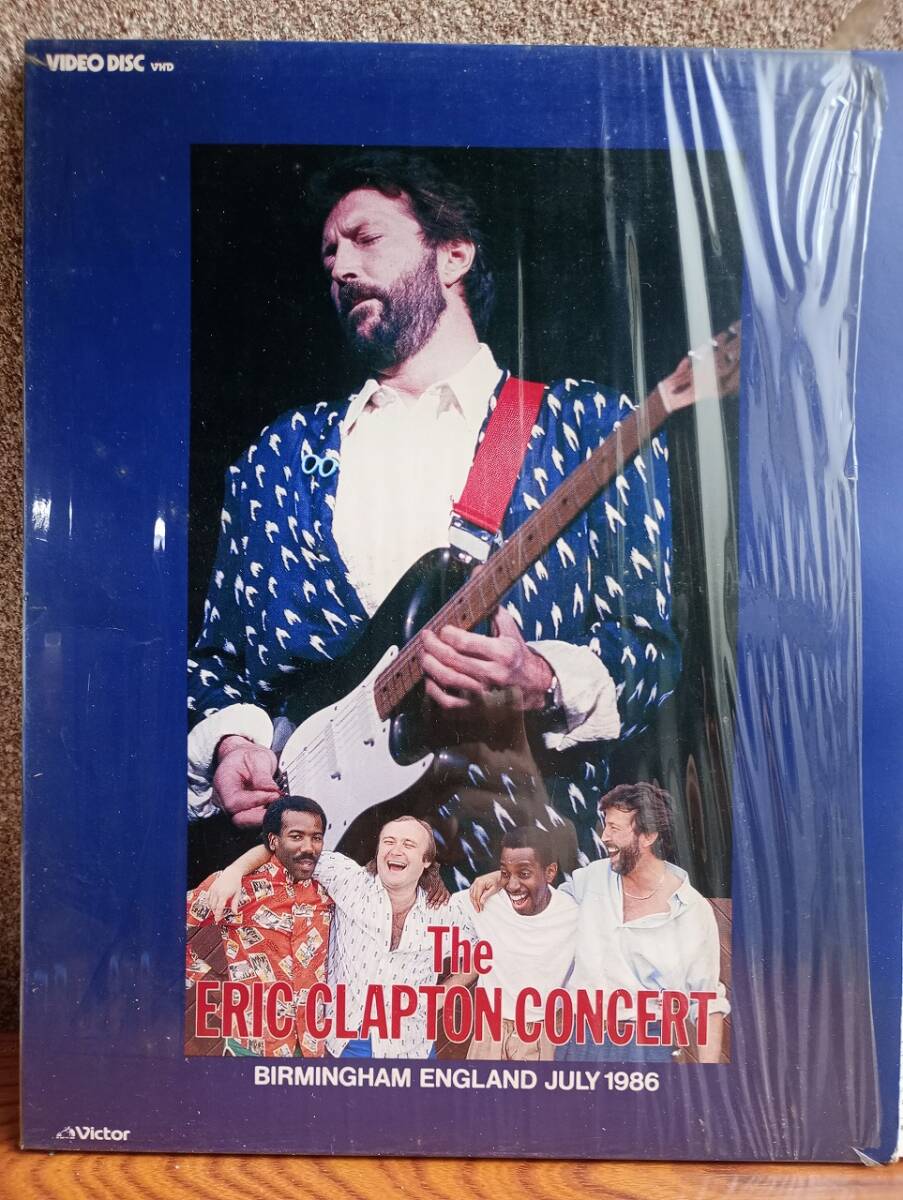 VIDEO DISC VHD
The
ERIC CLAPTON CONCERT
BIRMINGHAM ENGLAND JULY 1986
Victor